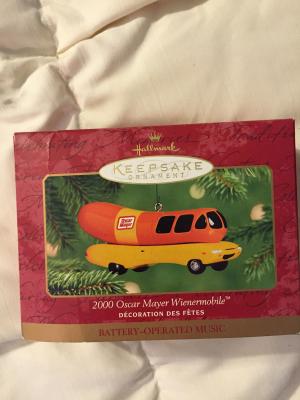 Hallmark
KEEPSAKE
ORNAMENT
Oscar
Mayer
2000 Oscar Mayer Wienermobile™
DÉCORATION DES FÊTES
BATTERY-OPERATED MUSIC